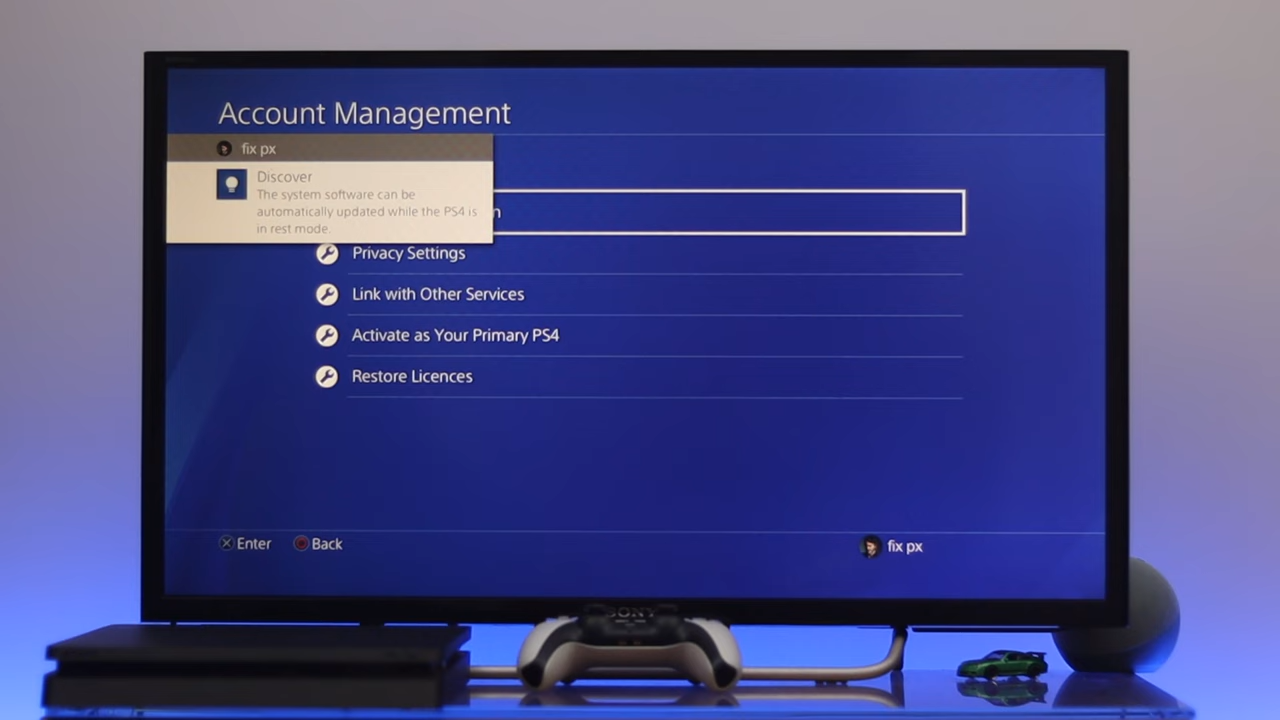 Account Management
fix px
Discover
The system software can be
automatically updated while the PS4 is
in rest mode.
n
Privacy Settings
Link with Other Services
Activate as Your Primary PS4
Restore Licences
Enter
Back
fix px
SONY